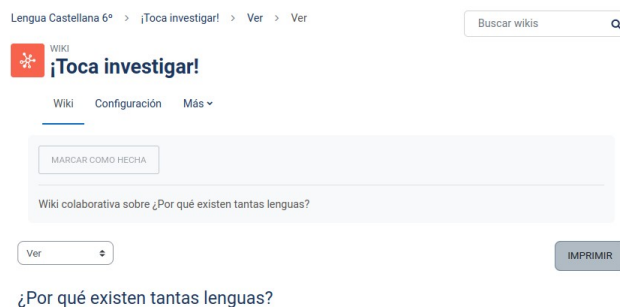 Lengua Castellana 6º > ¡Toca investigar! > Ver > Ver
Buscar wikis
WIKI
¡Toca investigar!
Wiki Configuración Más
MARCAR COMO HECHA
Wiki colaborativa sobre ¿Por qué existen tantas lenguas?
Ver
IMPRIMIR
¿Por qué existen tantas lenguas?